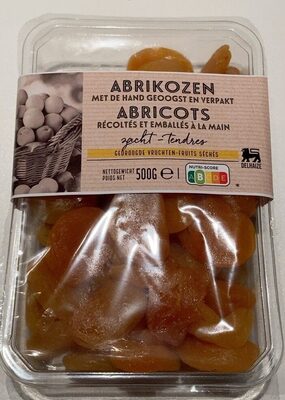 ABRIKOZEN
MET DE HAND GEOOGST EN VERPAKT
ABRICOTS
RÉCOLTÉS ET EMBALLÉS À LA MAIN
zacht - tendres
GEDROOGDE VRUCHTEN-FRUITS SÉCHÉS
DELHAIZE
NETTOGEWICHT
POIDS NET 500G e
NUTRI-SCORE
A B C D E